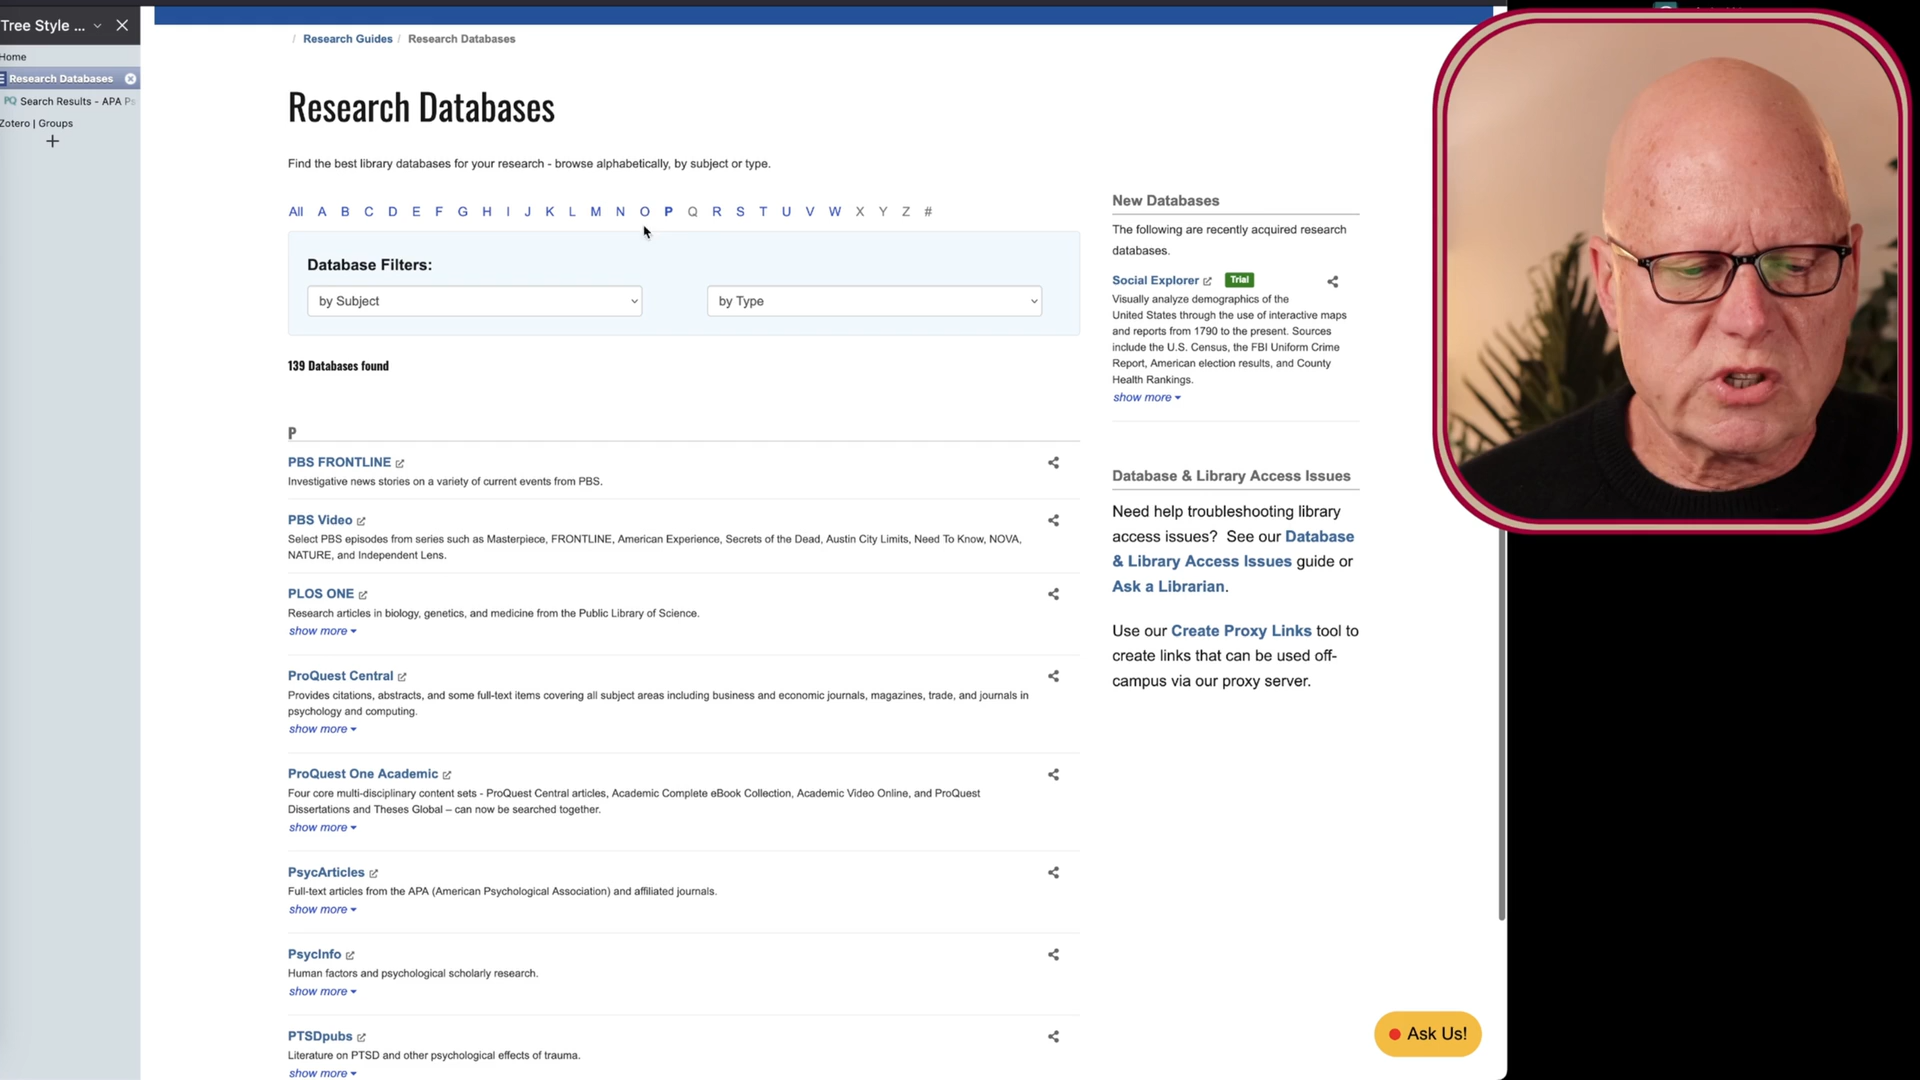 Tree Style ...
Home
Research Databases
PQ Search Results - APA Ps
Zotero | Groups
/ Research Guides / Research Databases
Research Databases
Find the best library databases for your research - browse alphabetically, by subject or type.
All A B C D E F G H I J K L M N O P Q R S T U V W X Y Z #
Database Filters:
by Subject
by Type
139 Databases found
P
PBS FRONTLINE
Investigative news stories on a variety of current events from PBS.
PBS Video
Select PBS episodes from series such as Masterpiece, FRONTLINE, American Experience, Secrets of the Dead, Austin City Limits, Need To Know, NOVA,
NATURE, and Independent Lens.
PLOS ONE
Research articles in biology, genetics, and medicine from the Public Library of Science.
show more
ProQuest Central
Provides citations, abstracts, and some full-text items covering all subject areas including business and economic journals, magazines, trade, and journals in
psychology and computing.
show more
ProQuest One Academic
Four core multi-disciplinary content sets - ProQuest Central articles, Academic Complete eBook Collection, Academic Video Online, and ProQuest
Dissertations and Theses Global – can now be searched together.
show more
PsycArticles
Full-text articles from the APA (American Psychological Association) and affiliated journals.
show more
PsycInfo
Human factors and psychological scholarly research.
show more
PTSDpubs
Literature on PTSD and other psychological effects of trauma.
show more
New Databases
The following are recently acquired research
databases.
Social Explorer Trial
Visually analyze demographics of the
United States through the use of interactive maps
and reports from 1790 to the present. Sources
include the U.S. Census, the FBI Uniform Crime
Report, American election results, and County
Health Rankings.
show more
Database & Library Access Issues
Need help troubleshooting library
access issues? See our Database
& Library Access Issues guide or
Ask a Librarian.
Use our Create Proxy Links tool to
create links that can be used off-
campus via our proxy server.
Ask Us!